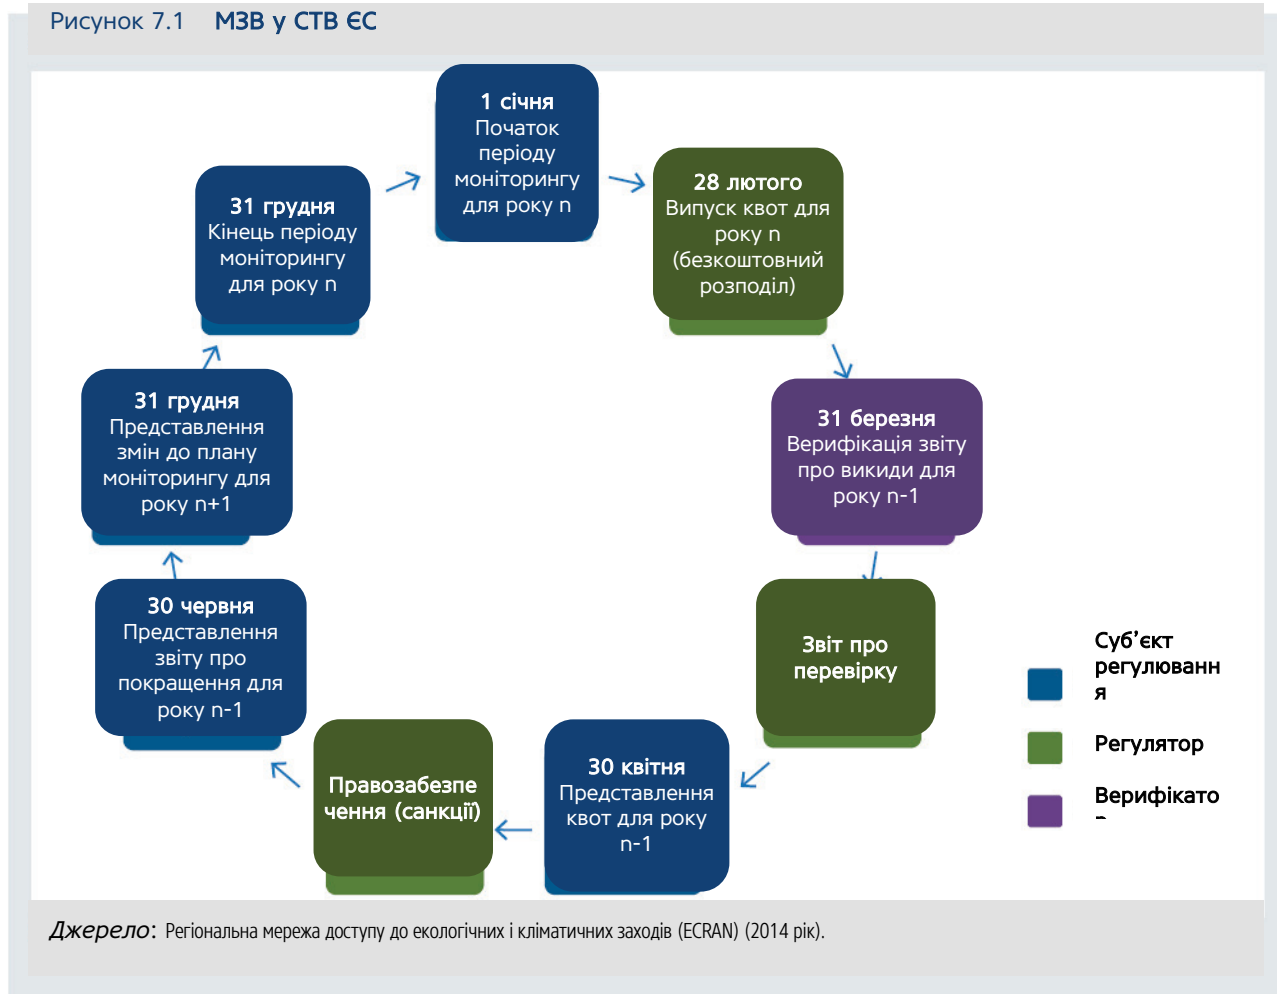 Рисунок 7.1 МЗВ у СТВ ЄС
1 січня
Початок
періоду
моніторингу
для року n
28 лютого
Випуск квот для
року n
(безкоштовний
розподіл)
31 березня
Верифікація звіту
про викиди для
року n-1
Звіт про
перевірку
30 квітня
Представлення
квот для року
n-1
Правозабезпе
чення (санкції)
30 червня
Представлення
звіту про
покращення для
року n-1
31 грудня
Представлення
змін до плану
моніторингу для
року n+1
31 грудня
Кінець періоду
моніторингу
для року n
Суб’єкт
регулюванн
я
Регулятор
Верифікато
Джерело: Регіональна мережа доступу до екологічних і кліматичних заходів (ECRAN) (2014 рік).